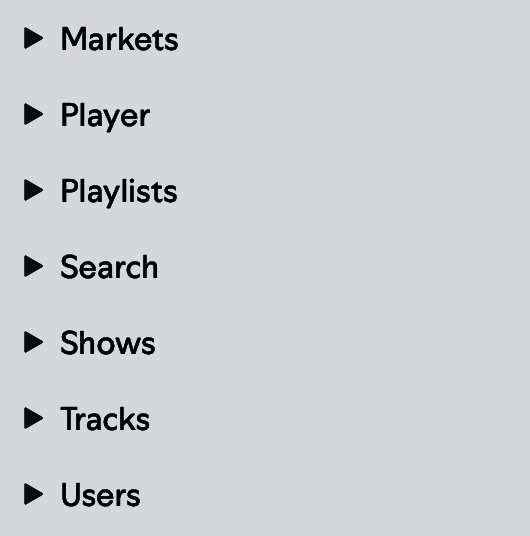 Markets
Player
Playlists
Search
Shows
Tracks
Users